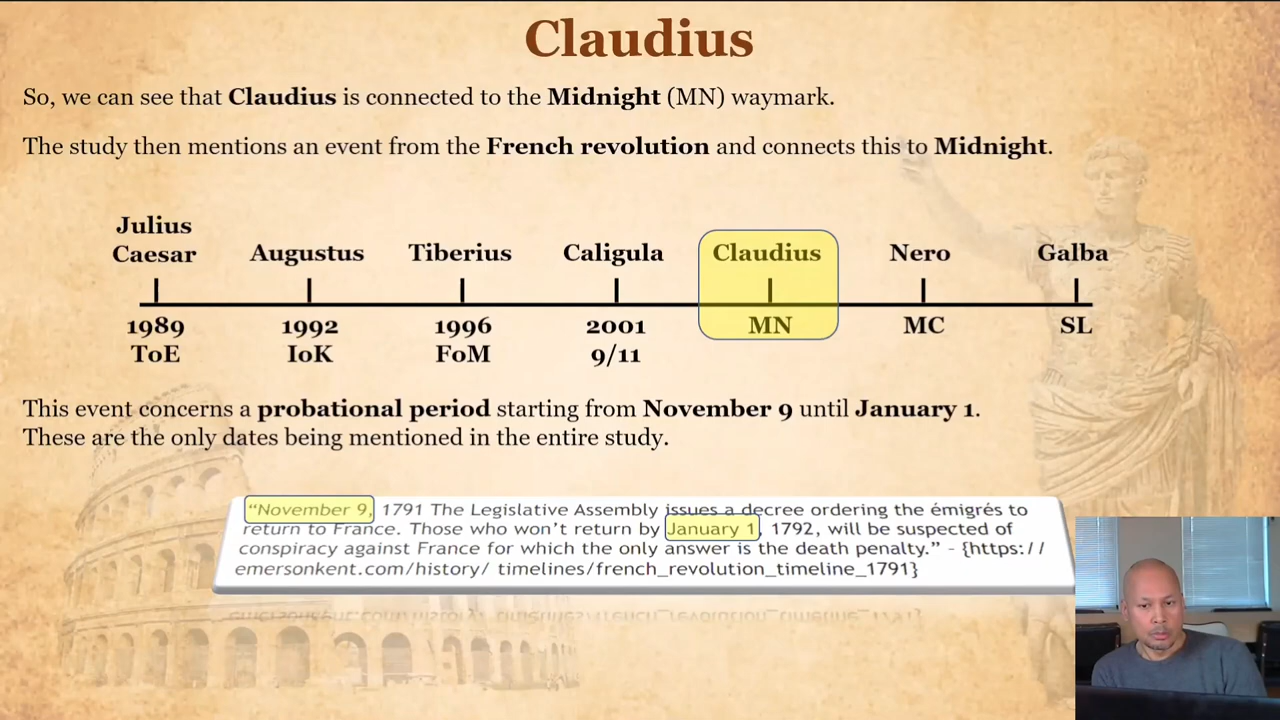 Claudius
So, we can see that Claudius is connected to the Midnight (MN) waymark.
The study then mentions an event from the French revolution and connects this to Midnight.
Julius
Caesar Augustus Tiberius Caligula Claudius Nero Galba
1989 1992 1996 2001 MN MC SL
ToE IoK FoM 9/11
This event concerns a probational period starting from November 9 until January 1.
These are the only dates being mentioned in the entire study.
“November 9, 1791 The Legislative Assembly issues a decree ordering the émigrés to
return to France. Those who won’t return by January 1, 1792, will be suspected of
conspiracy against France for which the only answer is the death penalty.” - {https://
emersonkent.com/history/ timelines/french_revolution_timeline_1791}